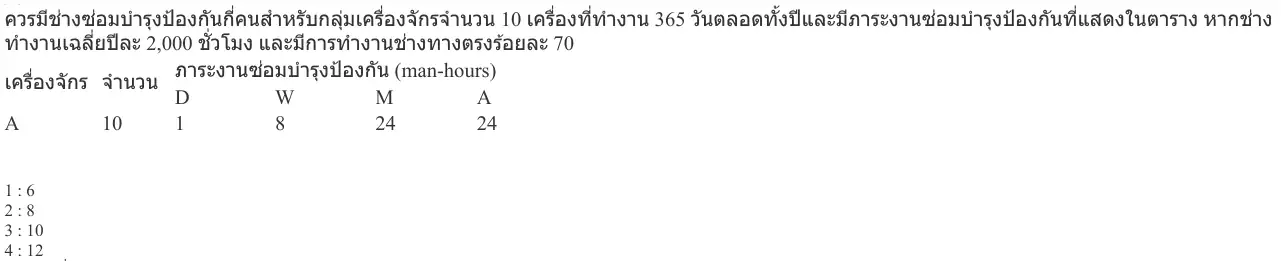 ควรมีช่างซ่อมบำรุงป้องกันกี่คนสำหรับกลุ่มเครื่องจักรจำนวน 10 เครื่องที่ทำงาน 365 วันตลอดทั้งปีและมีภาระงานซ่อมบำรุงป้องกันที่แสดงในตาราง หากช่าง
ทำงานเฉลี่ยปีละ 2,000 ชั่วโมง และมีการทำงานช่างทางตรงร้อยละ 70
เครื่องจักร จำนวน ภาระงานซ่อมบำรุงป้องกัน (man-hours)
D W M A
A 10 1 8 24 24
1 : 6
2 : 8
3 : 10
4 : 12